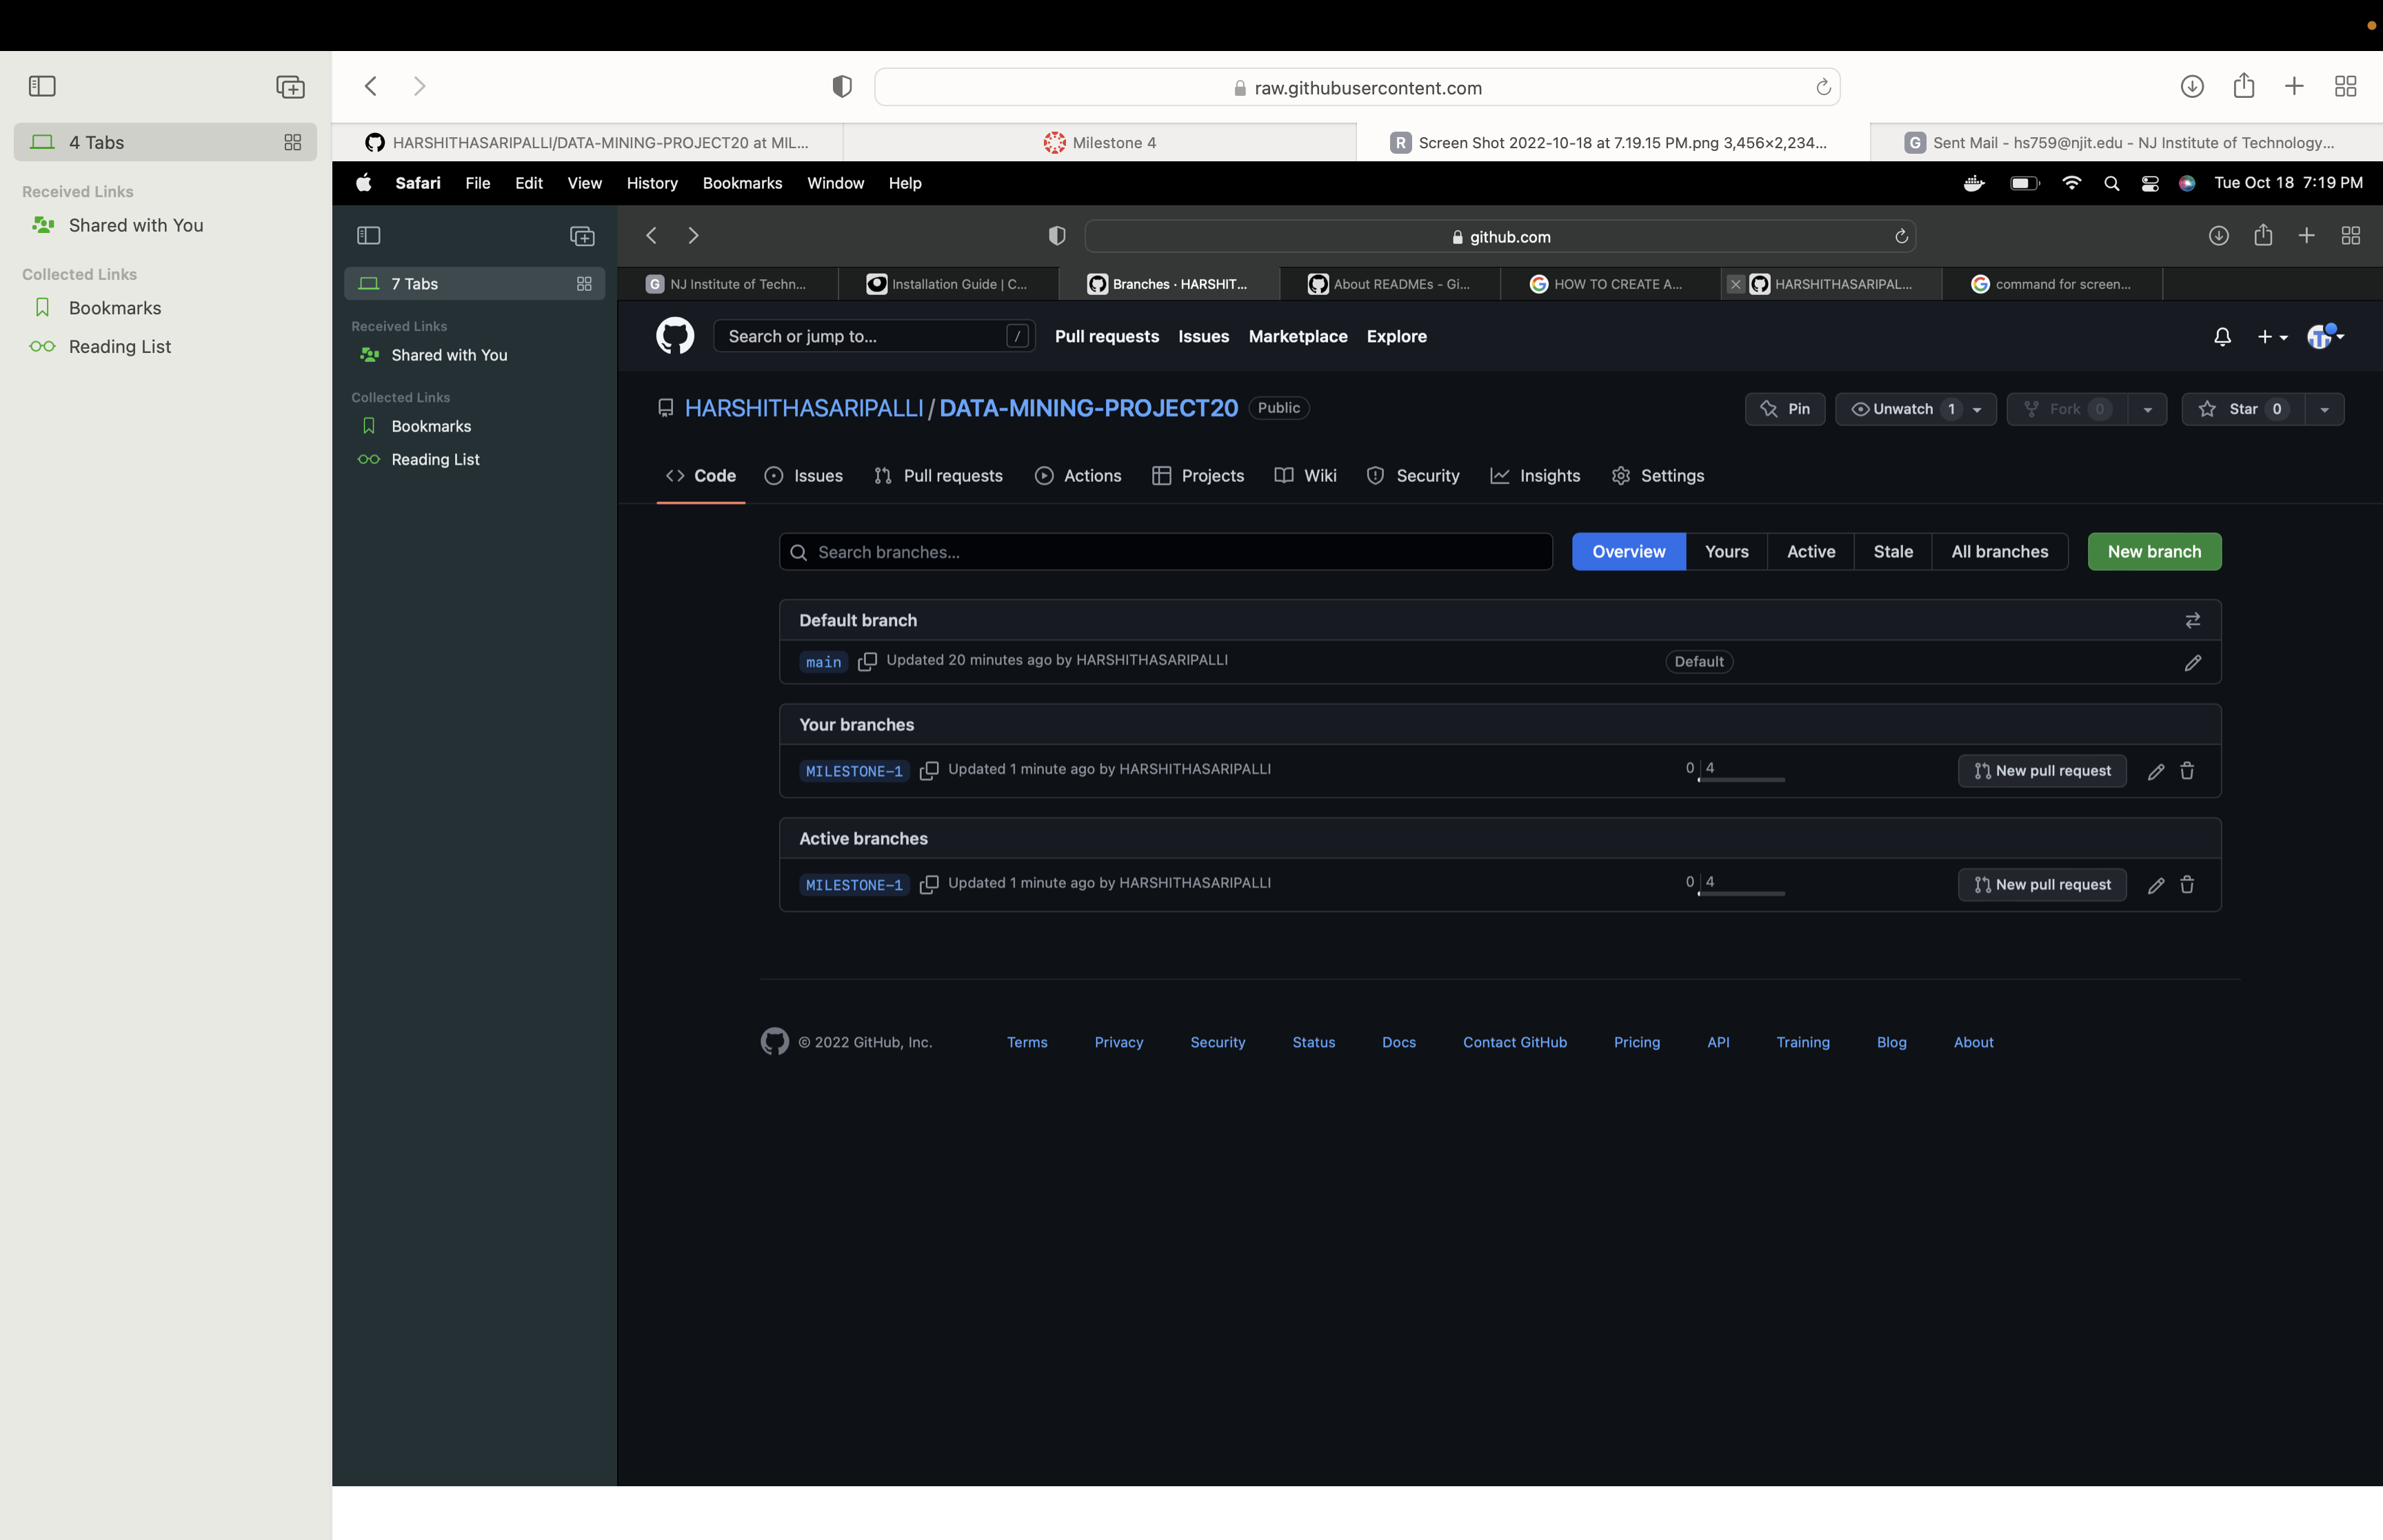 raw.githubusercontent.com
4 Tabs
HARSHITHASARIPALLI/DATA-MINING-PROJECT20 at MIL...
Milestone 4
R Screen Shot 2022-10-18 at 7.19.15 PM.png 3,456×2,234...
G Sent Mail - hs759@njit.edu - NJ Institute of Technology...
Received Links
Shared with You
Collected Links
Bookmarks
Reading List
Safari File Edit View History Bookmarks Window Help
Tue Oct 18 7:19 PM
github.com
7 Tabs
G NJ Institute of Techn...
Installation Guide | C...
Branches · HARSHIT...
About READMEs - Gi...
G HOW TO CREATE A...
HARSHITHASARIPAL...
G command for screen...
Received Links
Shared with You
Collected Links
Bookmarks
Reading List
Search or jump to... /
Pull requests Issues Marketplace Explore
HARSHITHASARIPALLI / DATA-MINING-PROJECT20 Public
Pin
Unwatch 1
Fork 0
Star 0
Code Issues Pull requests Actions Projects Wiki Security Insights Settings
Search branches...
Overview Yours Active Stale All branches
New branch
Default branch
main Updated 20 minutes ago by HARSHITHASARIPALLI Default
Your branches
MILESTONE-1 Updated 1 minute ago by HARSHITHASARIPALLI 0 | 4 New pull request
Active branches
MILESTONE-1 Updated 1 minute ago by HARSHITHASARIPALLI 0 | 4 New pull request
© 2022 GitHub, Inc. Terms Privacy Security Status Docs Contact GitHub Pricing API Training Blog About